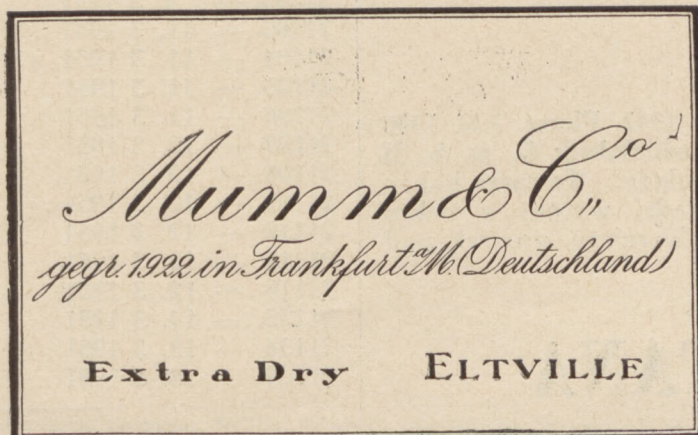 Mumm & Co.
gegr. 1922 in Frankfurt a/M. (Deutschland)
Extra Dry ELTVILLE